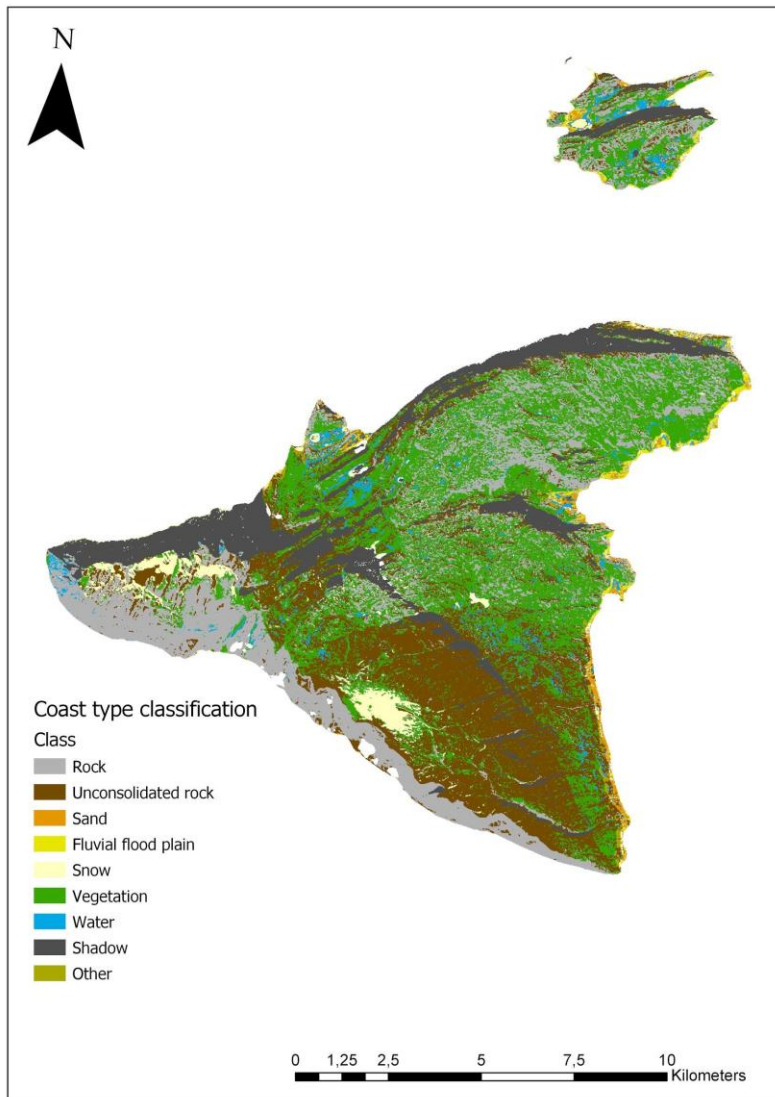 N
Coast type classification
Class
Rock
Unconsolidated rock
Sand
Fluvial flood plain
Snow
Vegetation
Water
Shadow
Other
0 1,25 2,5 5 7,5 10
Kilometers